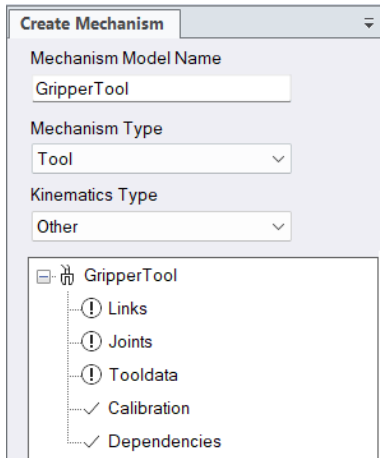 Create Mechanism
Mechanism Model Name
GripperTool
Mechanism Type
Tool
Kinematics Type
Other
GripperTool
Links
Joints
Tooldata
Calibration
Dependencies